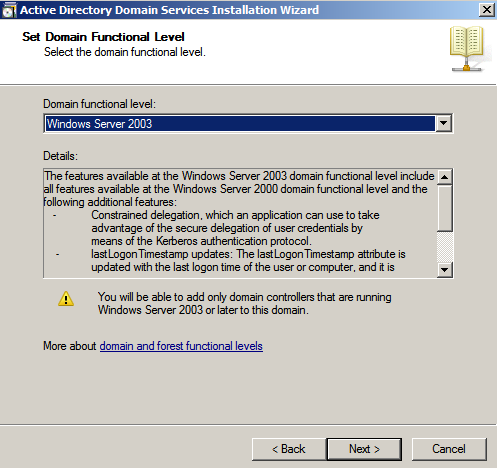 Active Directory Domain Services Installation Wizard
Set Domain Functional Level
Select the domain functional level.
Domain functional level:
Windows Server 2003
Details:
The features available at the Windows Server 2003 domain functional level include
all features available at the Windows Server 2000 domain functional level and the
following additional features:
- Constrained delegation, which an application can use to take
advantage of the secure delegation of user credentials by
means of the Kerberos authentication protocol.
- lastLogonTimestamp updates: The lastLogonTimestamp attribute is
updated with the last logon time of the user or computer, and it is
You will be able to add only domain controllers that are running
Windows Server 2003 or later to this domain.
More about domain and forest functional levels
< Back Next > Cancel